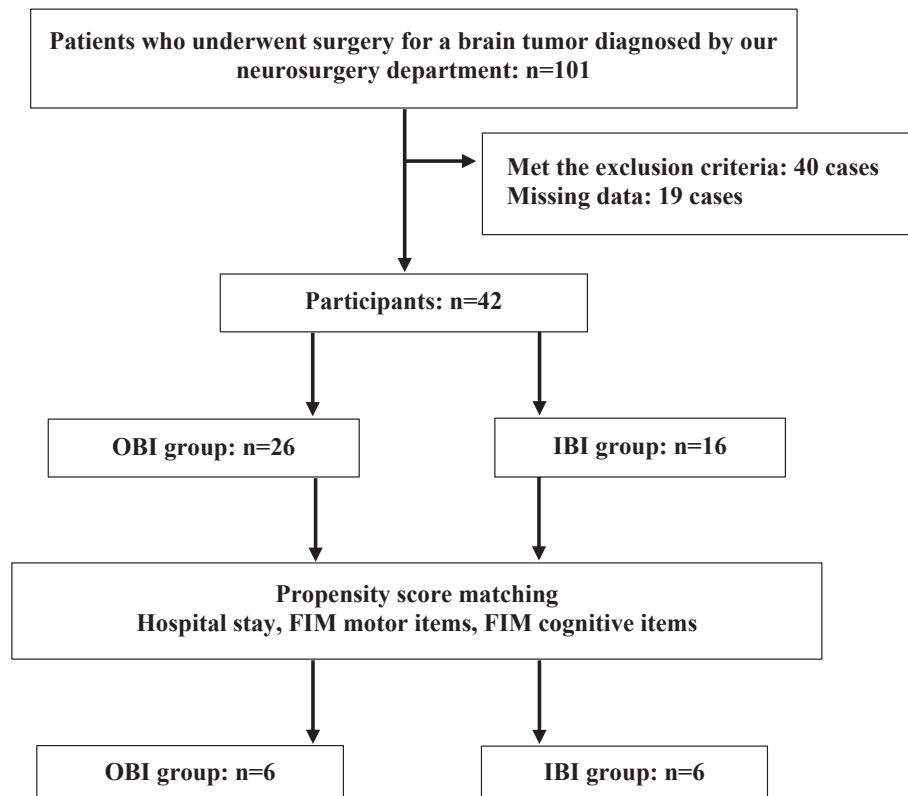 Patients who underwent surgery for a brain tumor diagnosed by our
neurosurgery department: n=101
Met the exclusion criteria: 40 cases
Missing data: 19 cases
Participants: n=42
OBI group: n=26
IBI group: n=16
Propensity score matching
Hospital stay, FIM motor items, FIM cognitive items
OBI group: n=6
IBI group: n=6